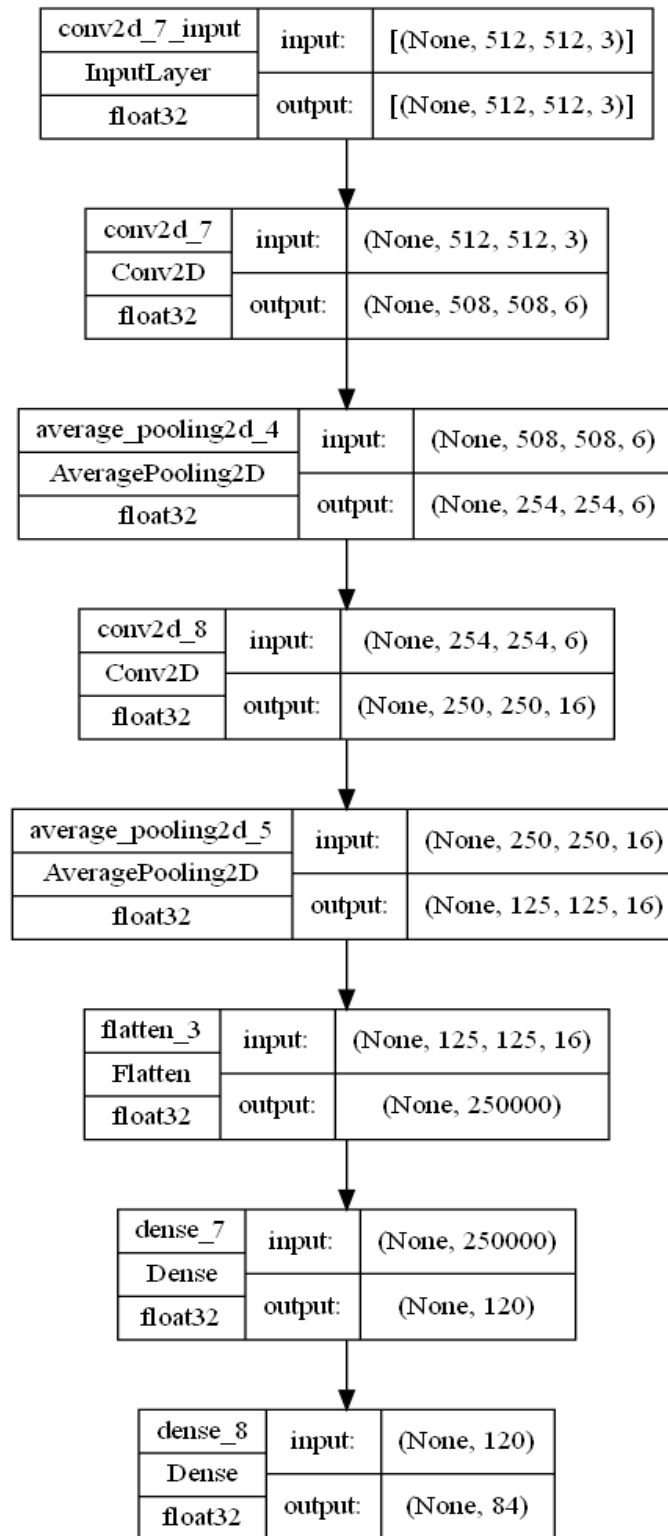 conv2d_7_input
InputLayer
float32
input:
[(None, 512, 512, 3)]
output:
[(None, 512, 512, 3)]
conv2d_7
Conv2D
float32
input:
(None, 512, 512, 3)
output:
(None, 508, 508, 6)
average_pooling2d_4
AveragePooling2D
float32
input:
(None, 508, 508, 6)
output:
(None, 254, 254, 6)
conv2d_8
Conv2D
float32
input:
(None, 254, 254, 6)
output:
(None, 250, 250, 16)
average_pooling2d_5
AveragePooling2D
float32
input:
(None, 250, 250, 16)
output:
(None, 125, 125, 16)
flatten_3
Flatten
float32
input:
(None, 125, 125, 16)
output:
(None, 250000)
dense_7
Dense
float32
input:
(None, 250000)
output:
(None, 120)
dense_8
Dense
float32
input:
(None, 120)
output:
(None, 84)